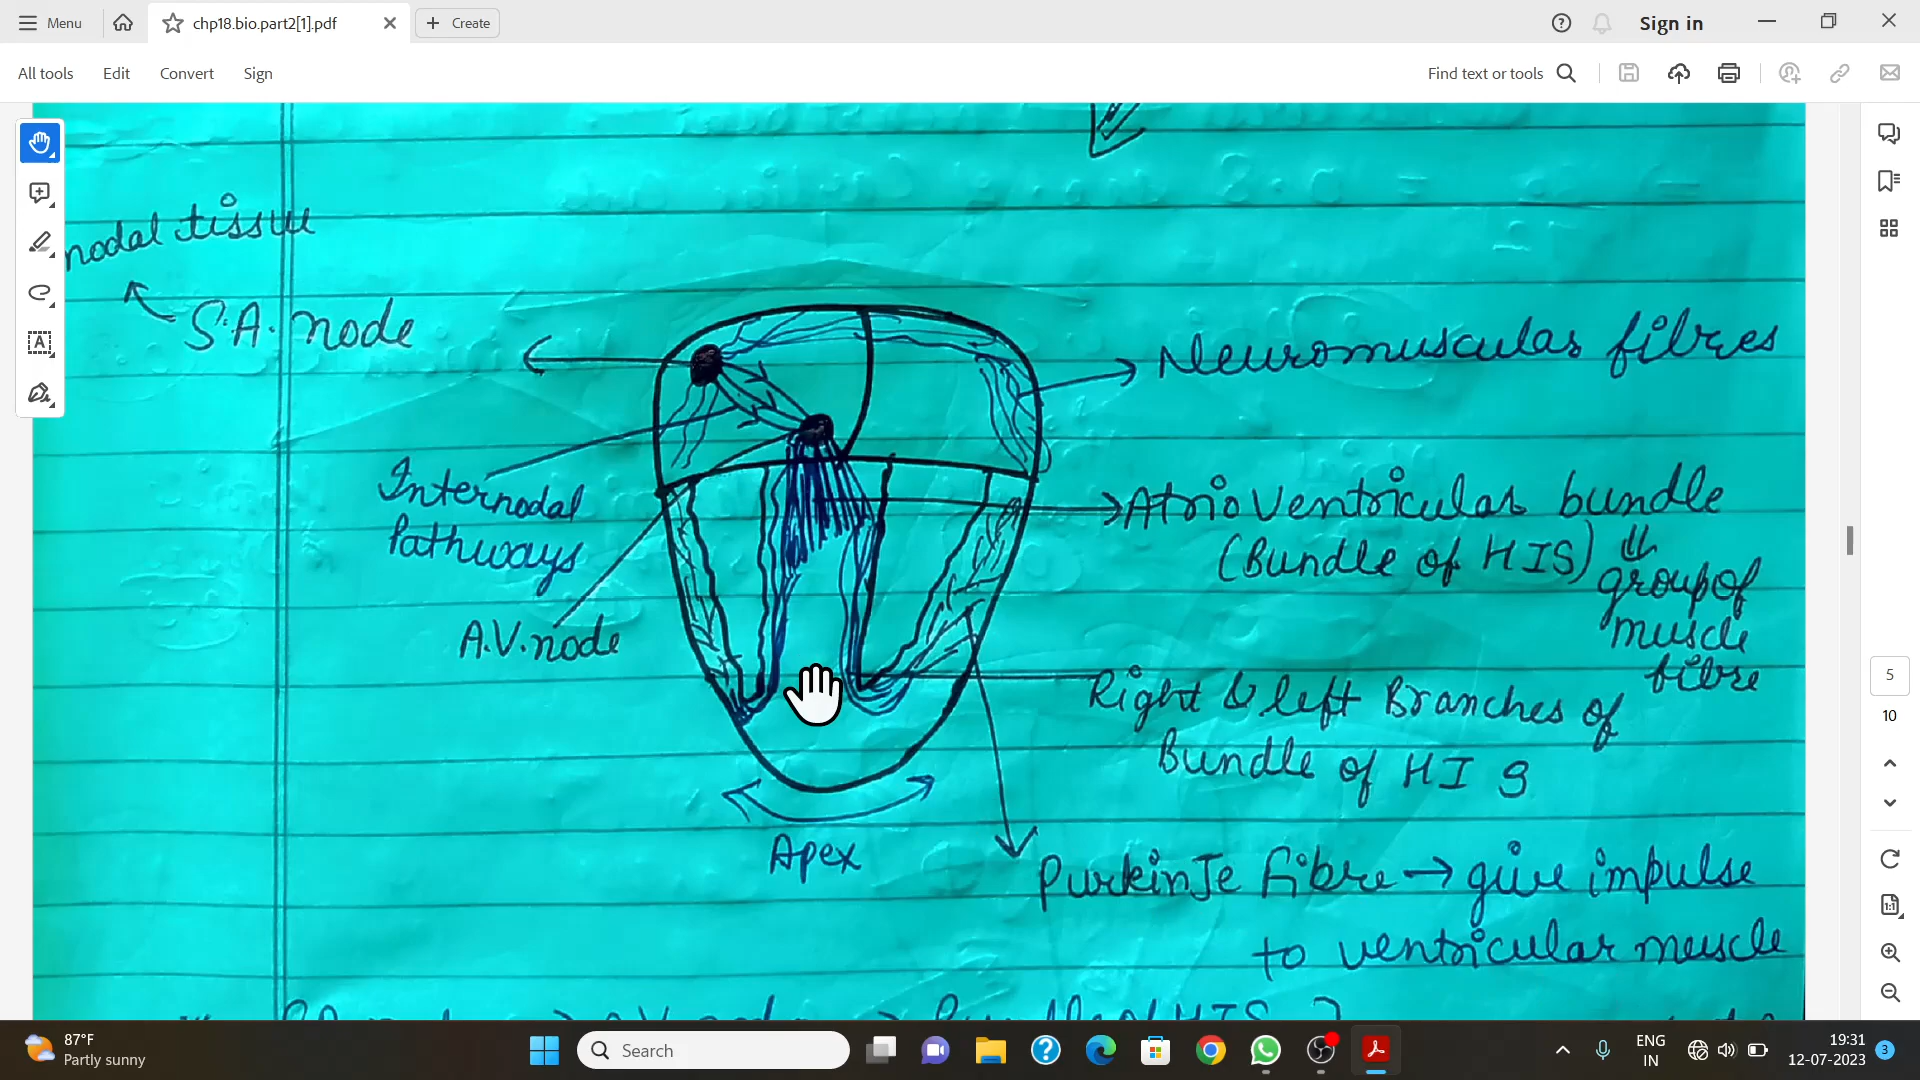 Menu
chp18.bio.part2[1].pdf
Create
Sign in
All tools
Edit
Convert
Sign
Find text or tools
nodal tissue
S.A. node
Neuromuscular fibres
Internodal
Pathways
Atrio Ventricular bundle
(Bundle of HIS)
group of
muscle
fibre
A.V. node
Right & left Branches of
Bundle of HIS
Apex
PurkinJe fibre → give impulse
to ventricular muscle
5
10
87°F
Partly sunny
Search
ENG
IN
19:31
12-07-2023
3